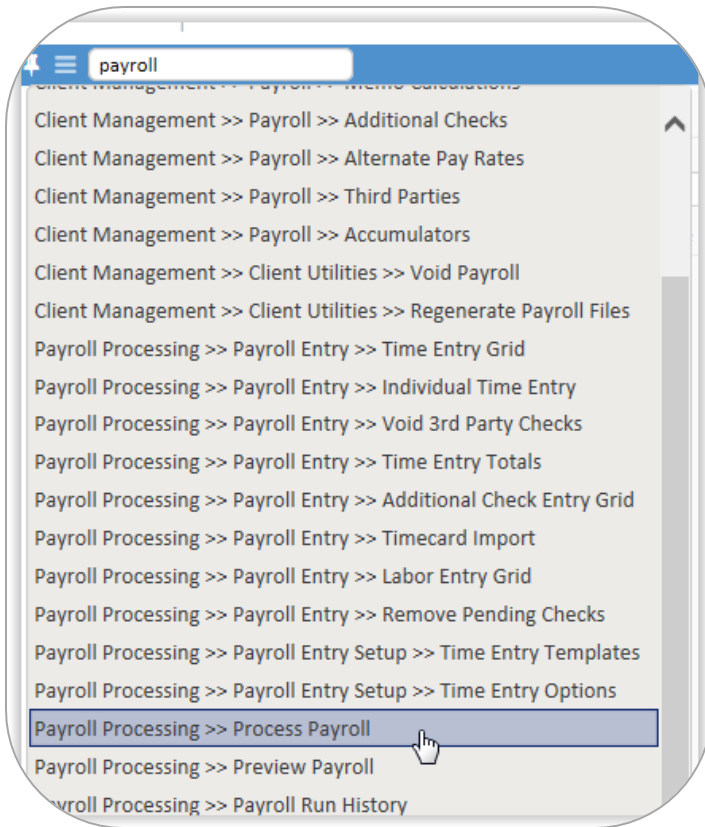 payroll
Client Management >> Payroll >> Memo Calculations
Client Management >> Payroll >> Additional Checks
Client Management >> Payroll >> Alternate Pay Rates
Client Management >> Payroll >> Third Parties
Client Management >> Payroll >> Accumulators
Client Management >> Client Utilities >> Void Payroll
Client Management >> Client Utilities >> Regenerate Payroll Files
Payroll Processing >> Payroll Entry >> Time Entry Grid
Payroll Processing >> Payroll Entry >> Individual Time Entry
Payroll Processing >> Payroll Entry >> Void 3rd Party Checks
Payroll Processing >> Payroll Entry >> Time Entry Totals
Payroll Processing >> Payroll Entry >> Additional Check Entry Grid
Payroll Processing >> Payroll Entry >> Timecard Import
Payroll Processing >> Payroll Entry >> Labor Entry Grid
Payroll Processing >> Payroll Entry >> Remove Pending Checks
Payroll Processing >> Payroll Entry Setup >> Time Entry Templates
Payroll Processing >> Payroll Entry Setup >> Time Entry Options
Payroll Processing >> Process Payroll
Payroll Processing >> Preview Payroll
Payroll Processing >> Payroll Run History